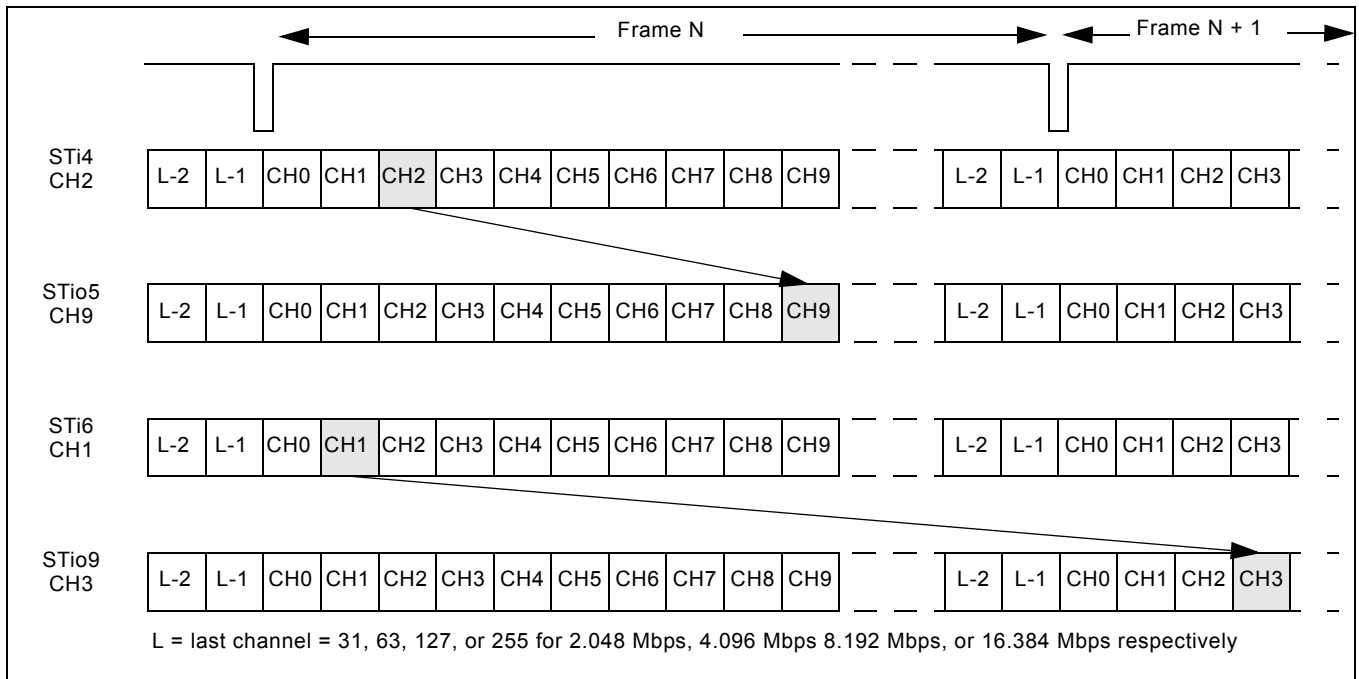 Frame N
Frame N + 1
STi4
CH2
L-2 L-1 CH0 CH1 CH2 CH3 CH4 CH5 CH6 CH7 CH8 CH9 L-2 L-1 CH0 CH1 CH2 CH3
STio5
CH9
L-2 L-1 CH0 CH1 CH2 CH3 CH4 CH5 CH6 CH7 CH8 CH9 L-2 L-1 CH0 CH1 CH2 CH3
STi6
CH1
L-2 L-1 CH0 CH1 CH2 CH3 CH4 CH5 CH6 CH7 CH8 CH9 L-2 L-1 CH0 CH1 CH2 CH3
STio9
CH3
L-2 L-1 CH0 CH1 CH2 CH3 CH4 CH5 CH6 CH7 CH8 CH9 L-2 L-1 CH0 CH1 CH2 CH3
L = last channel = 31, 63, 127, or 255 for 2.048 Mbps, 4.096 Mbps 8.192 Mbps, or 16.384 Mbps respectively